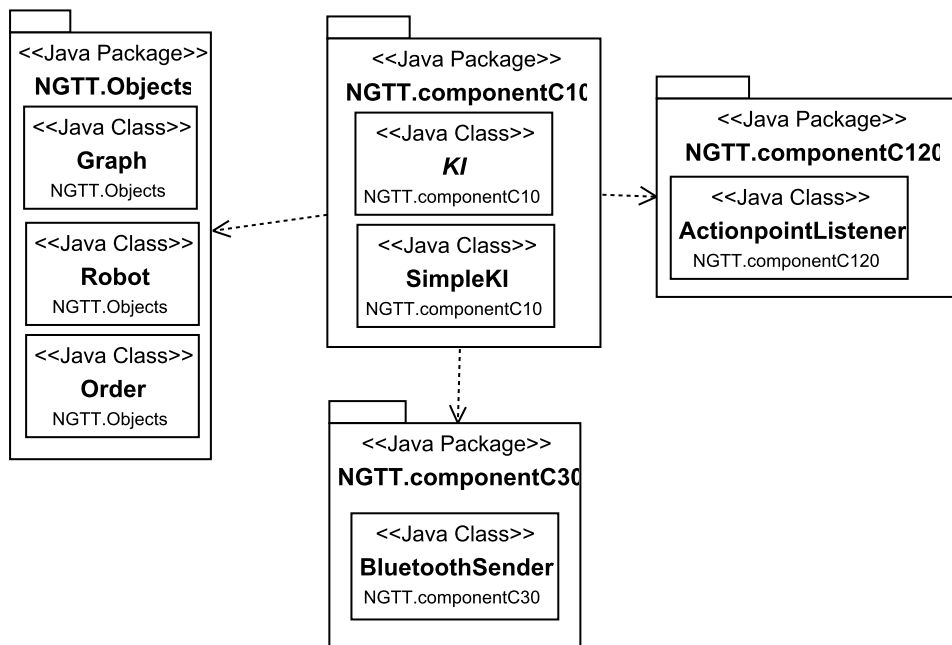 <<Java Package>>
NGTT.Objects
<<Java Class>>
Graph
NGTT.Objects
<<Java Class>>
Robot
NGTT.Objects
<<Java Class>>
Order
NGTT.Objects
<<Java Package>>
NGTT.componentC10
<<Java Class>>
KI
NGTT.componentC10
<<Java Class>>
SimpleKI
NGTT.componentC10
<<Java Package>>
NGTT.componentC120
<<Java Class>>
ActionpointListener
NGTT.componentC120
<<Java Package>>
NGTT.componentC30
<<Java Class>>
BluetoothSender
NGTT.componentC30